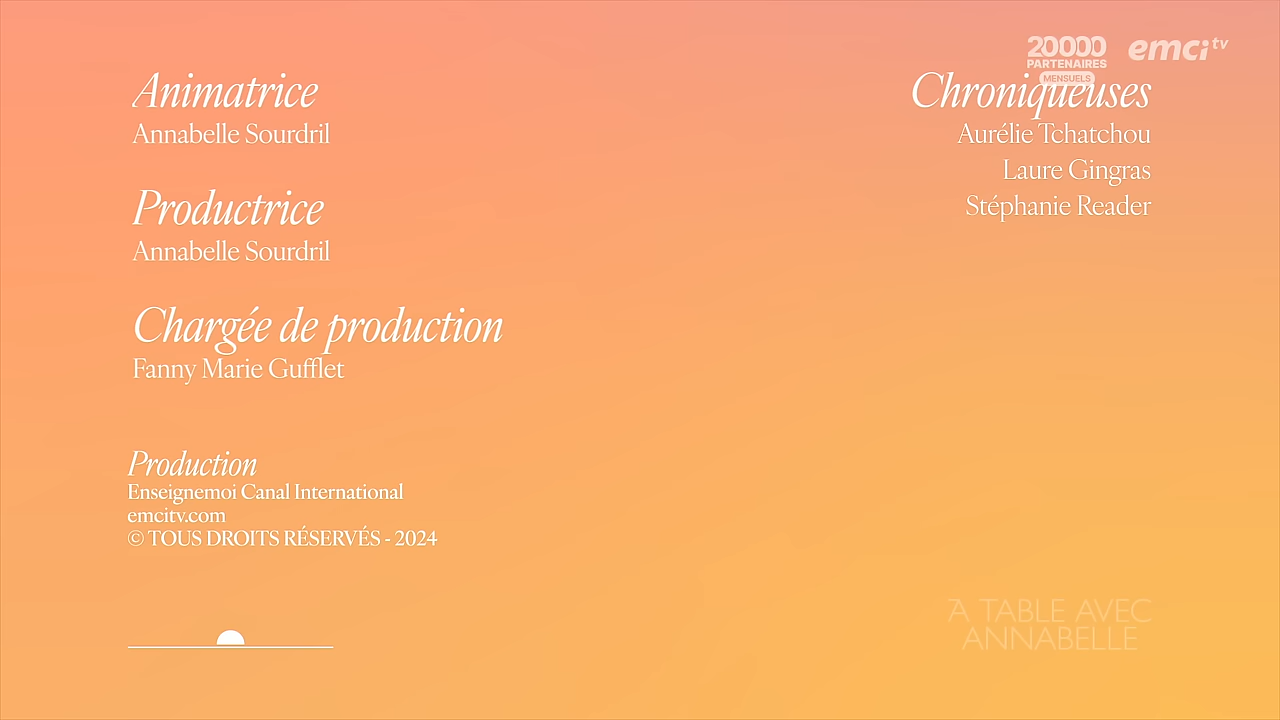 20000
PARTENAIRES
MENSUELS
emci tv
Animatrice
Annabelle Sourdril
Productrice
Annabelle Sourdril
Chargée de production
Fanny Marie Gufflet
Chroniqueuses
Aurélie Tchatchou
Laure Gingras
Stéphanie Reader
Production
Enseignemoi Canal International
emcitv.com
© TOUS DROITS RÉSERVÉS - 2024
A TABLE AVEC
ANNABELLE